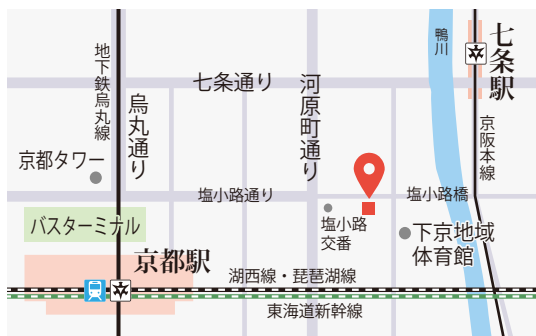 鴨川
七条駅
地下鉄烏丸線
七条通り
河原町通り
烏丸通り
京阪本線
京都タワー
塩小路通り
塩小路橋
バスターミナル
塩小路
交番
下京地域
体育館
京都駅
湖西線・琵琶湖線
東海道新幹線